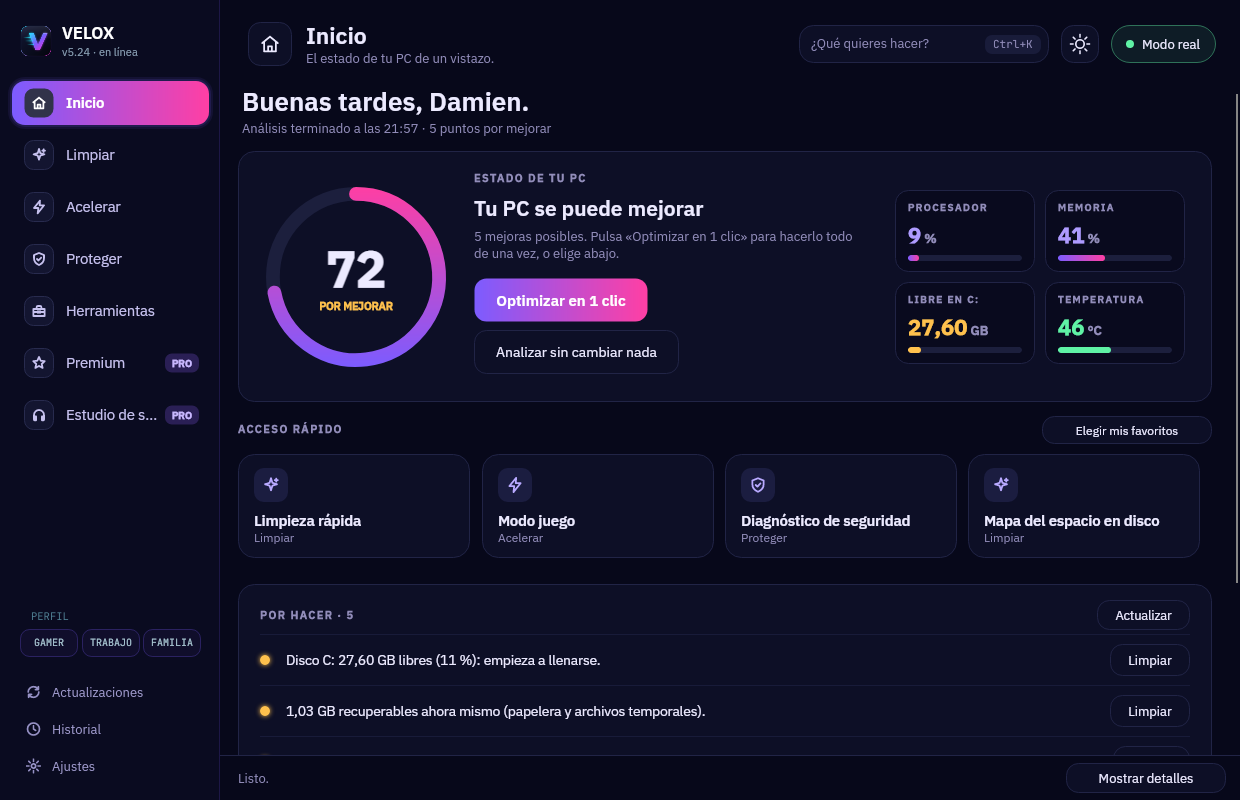 VELOX
v5.24 · en línea
Inicio
Limpiar
Acelerar
Proteger
Herramientas
Premium PRO
Estudio de s... PRO
PERFIL
GAMER TRABAJO FAMILIA
Actualizaciones
Historial
Ajustes
Inicio
El estado de tu PC de un vistazo.
¿Qué quieres hacer? Ctrl+K
Modo real
Buenas tardes, Damien.
Análisis terminado a las 21:57 · 5 puntos por mejorar
72
POR MEJORAR
ESTADO DE TU PC
Tu PC se puede mejorar
5 mejoras posibles. Pulsa «Optimizar en 1 clic» para hacerlo todo
de una vez, o elige abajo.
Optimizar en 1 clic
Analizar sin cambiar nada
PROCESADOR
9 %
MEMORIA
41 %
LIBRE EN C:
27,60 GB
TEMPERATURA
46 °C
ACCESO RÁPIDO
Elegir mis favoritos
Limpieza rápida
Limpiar
Modo juego
Acelerar
Diagnóstico de seguridad
Proteger
Mapa del espacio en disco
Limpiar
POR HACER · 5
Actualizar
Disco C: 27,60 GB libres (11 %): empieza a llenarse.
Limpiar
1,03 GB recuperables ahora mismo (papelera y archivos temporales).
Limpiar
Listo.
Mostrar detalles